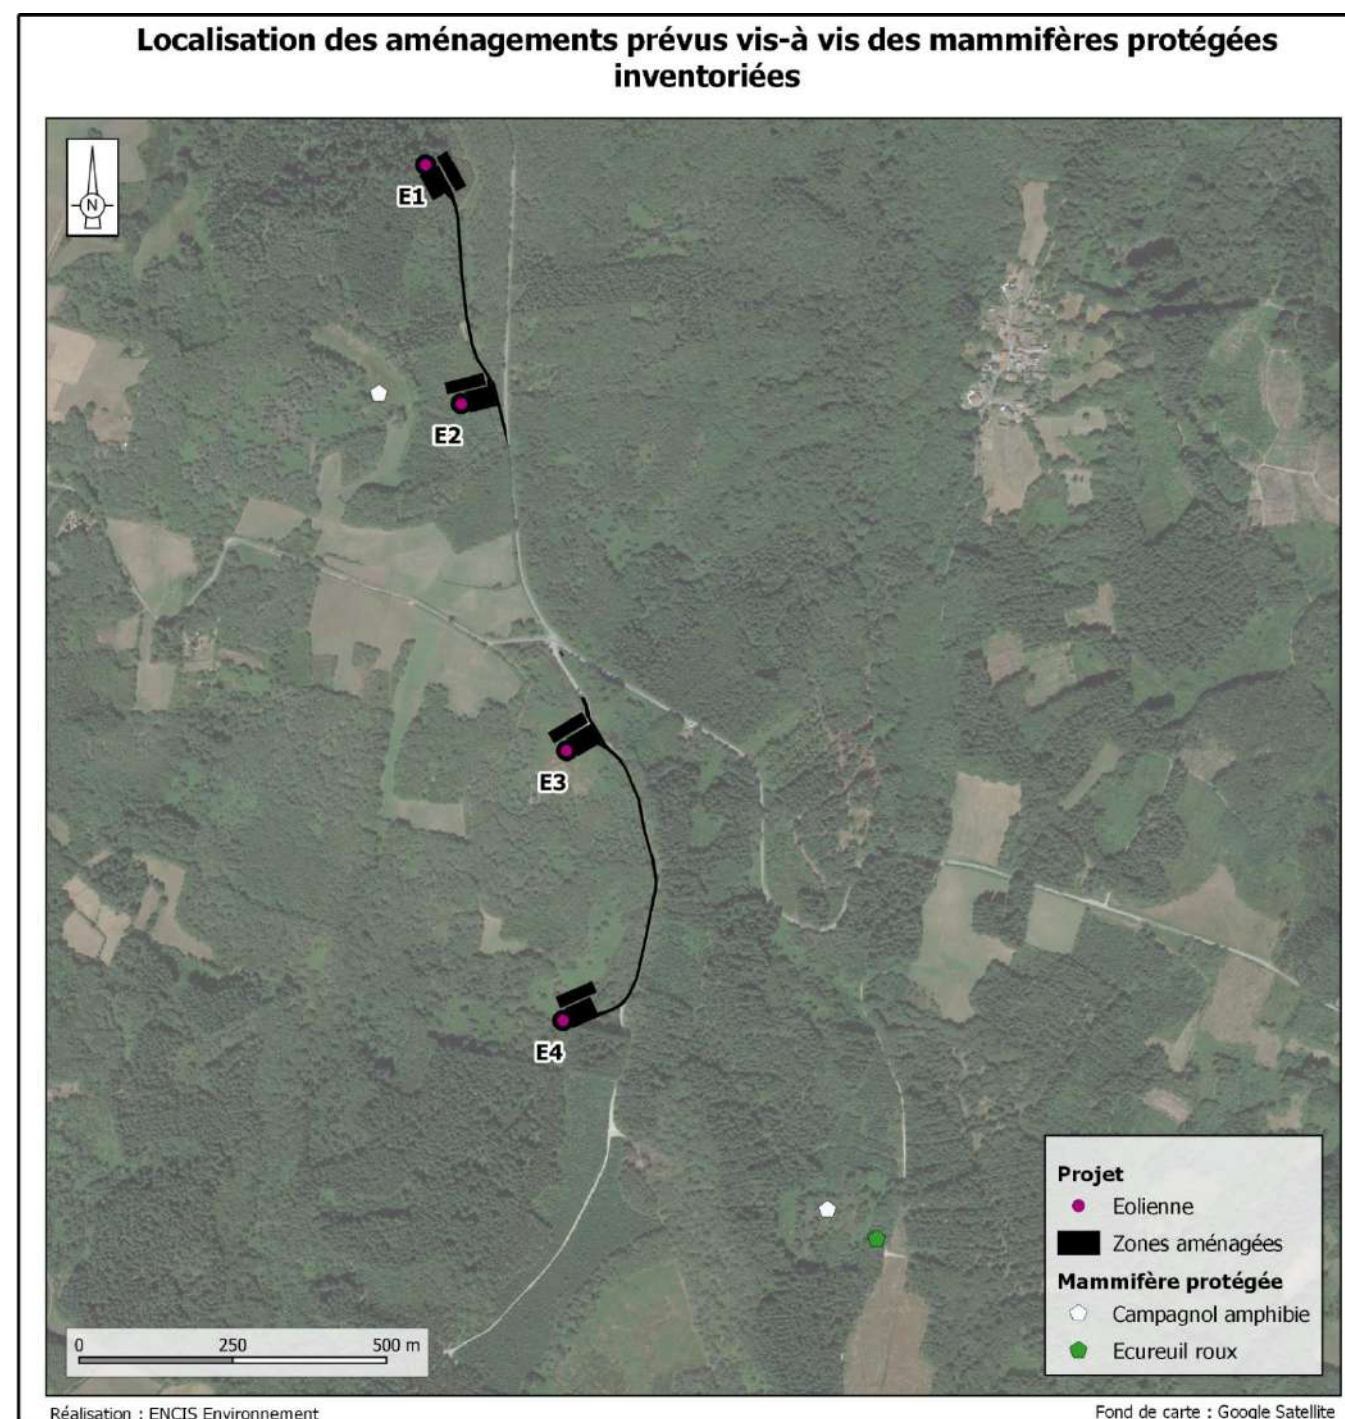 Localisation des aménagements prévus vis-à vis des mammifères protégées
inventoriées
N
E1
E2
E3
E4
Projet
Eolienne
Zones aménagées
Mammifère protégée
Campagnol amphibie
Ecureuil roux
0 250 500 m
Réalisation : ENCIS Environnement
Fond de carte : Google Satellite